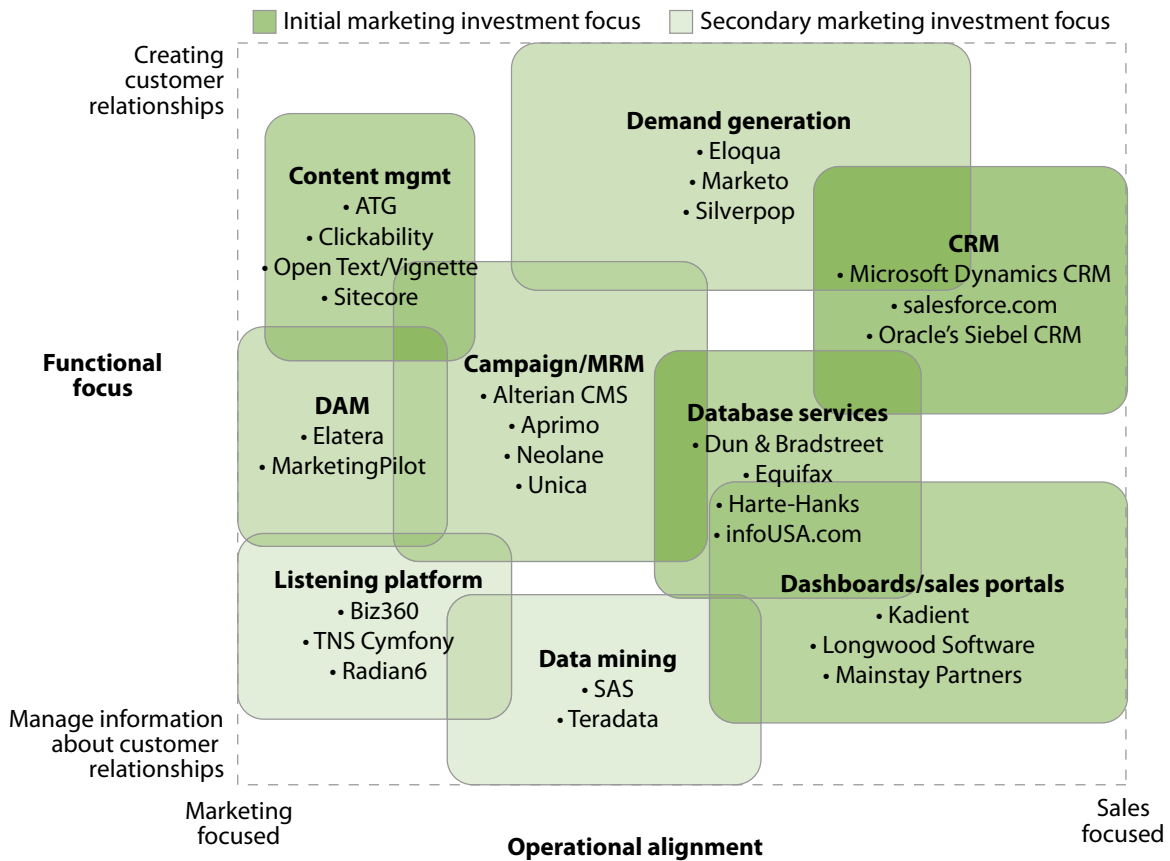 Initial marketing investment focus
Secondary marketing investment focus
Creating
customer
relationships
Functional
focus
Manage information
about customer
relationships
Content mgmt
• ATG
• Clickability
• Open Text/Vignette
• Sitecore
Demand generation
• Eloqua
• Marketo
• Silverpop
CRM
• Microsoft Dynamics CRM
• salesforce.com
• Oracle's Siebel CRM
DAM
• Elatera
• MarketingPilot
Campaign/MRM
• Alterian CMS
• Aprimo
• Neolane
• Unica
Database services
• Dun & Bradstreet
• Equifax
• Harte-Hanks
• infoUSA.com
Listening platform
• Biz360
• TNS Cymfony
• Radian6
Data mining
• SAS
• Teradata
Dashboards/sales portals
• Kadient
• Longwood Software
• Mainstay Partners
Marketing
focused
Operational alignment
Sales
focused